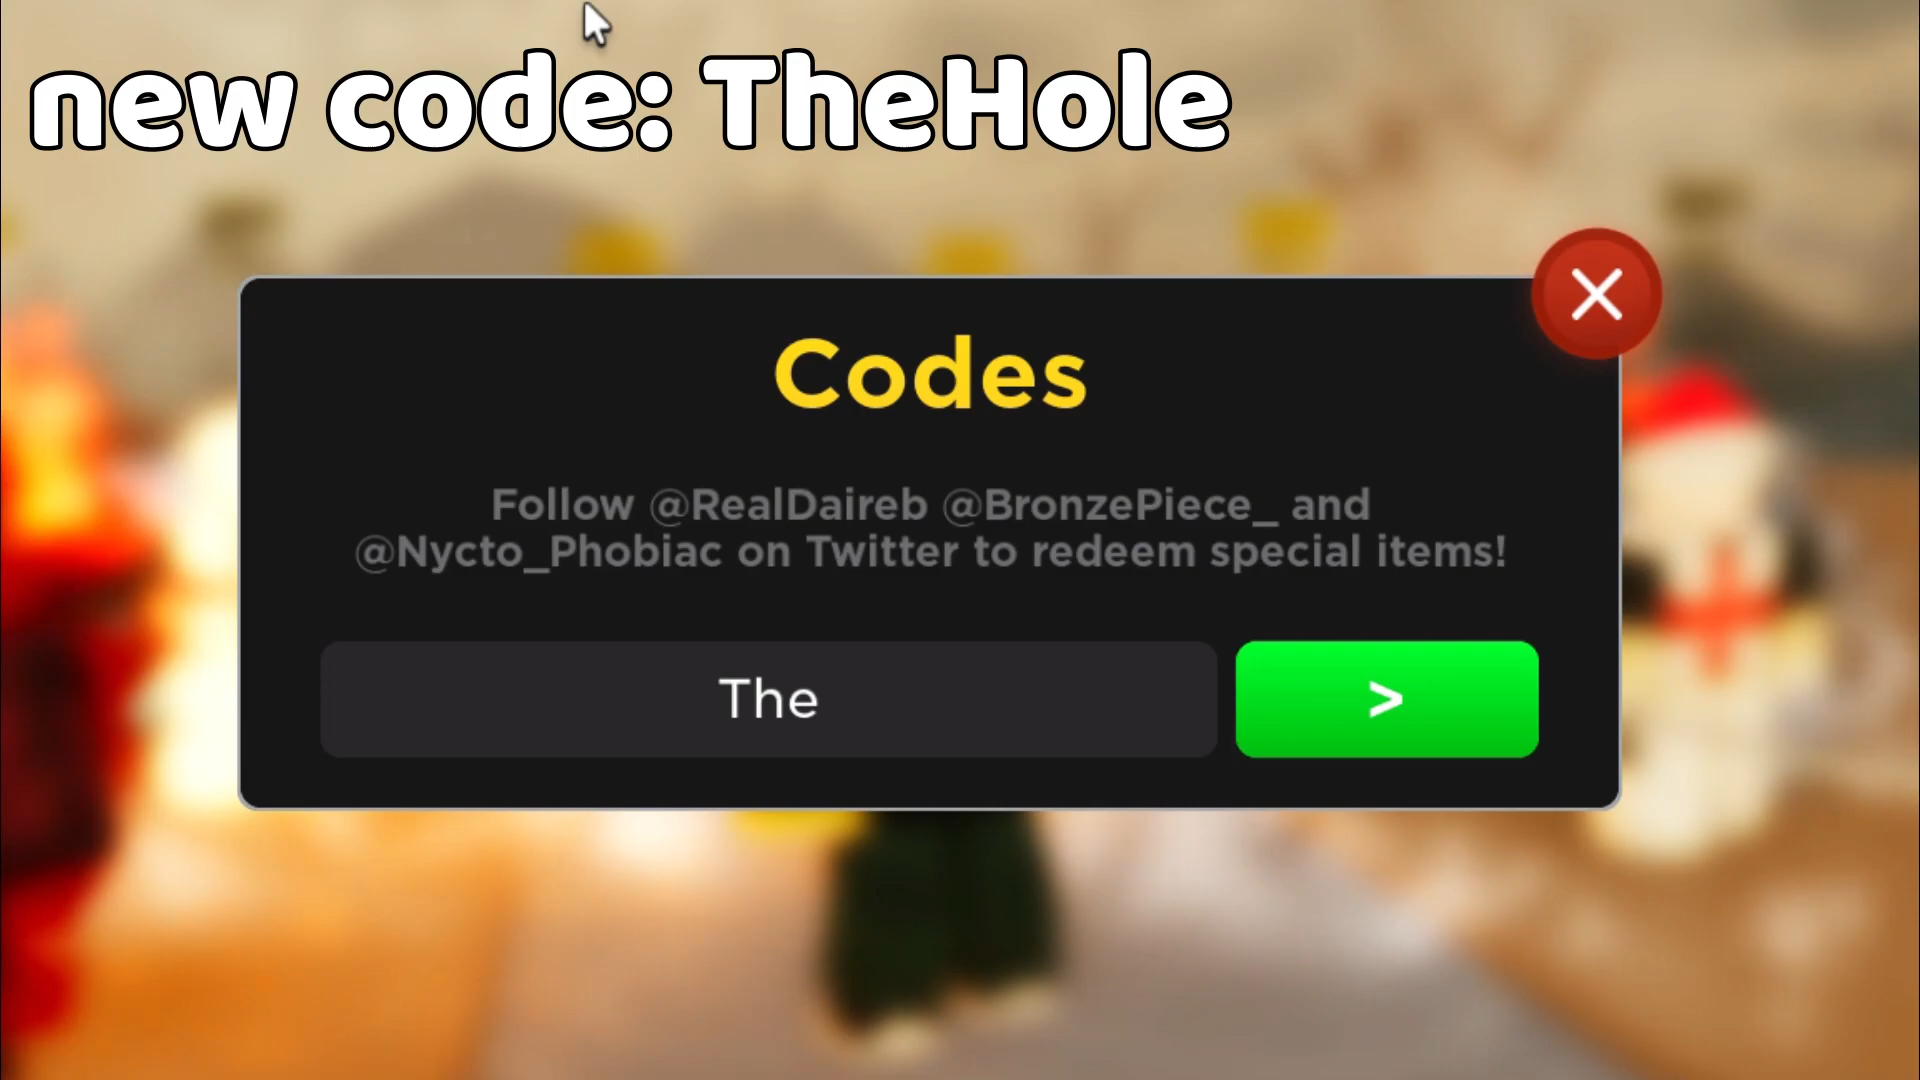 new code: TheHole
Codes
Follow @RealDaireb @BronzePiece_ and
@Nycto_Phobiac on Twitter to redeem special items!
The
>